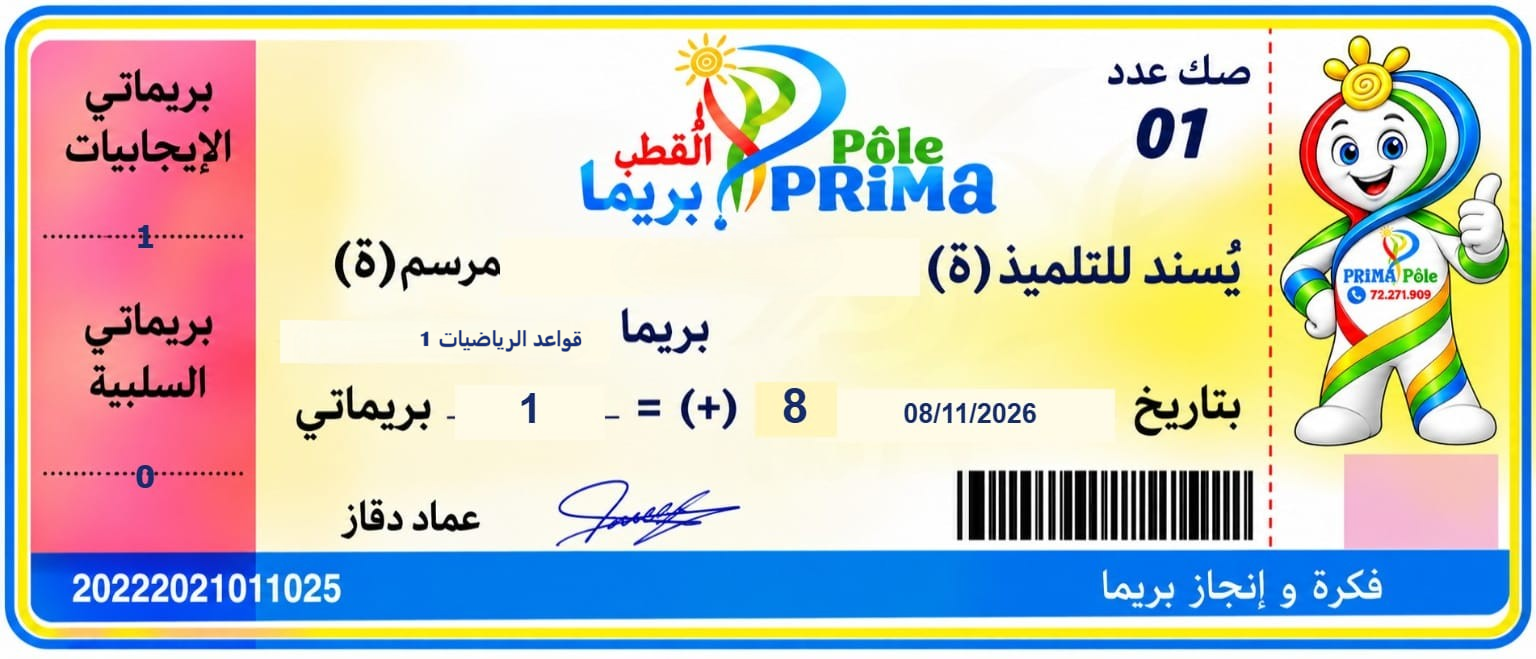 صك عدد
01
القطب
بريما
Pôle
PRiMa
يُسند للتلميذ (ة)
مرسم(ة)
بريما
قواعد الرياضيات 1
بتاريخ
08/11/2026
8 (+) = _ 1 _ بريماتي
عماد دقاز
بريماتي
الإيجابيات
1
بريماتي
السلبية
0
PRiMA Pôle
72.271.909
فكرة و إنجاز بريما
20222021011025